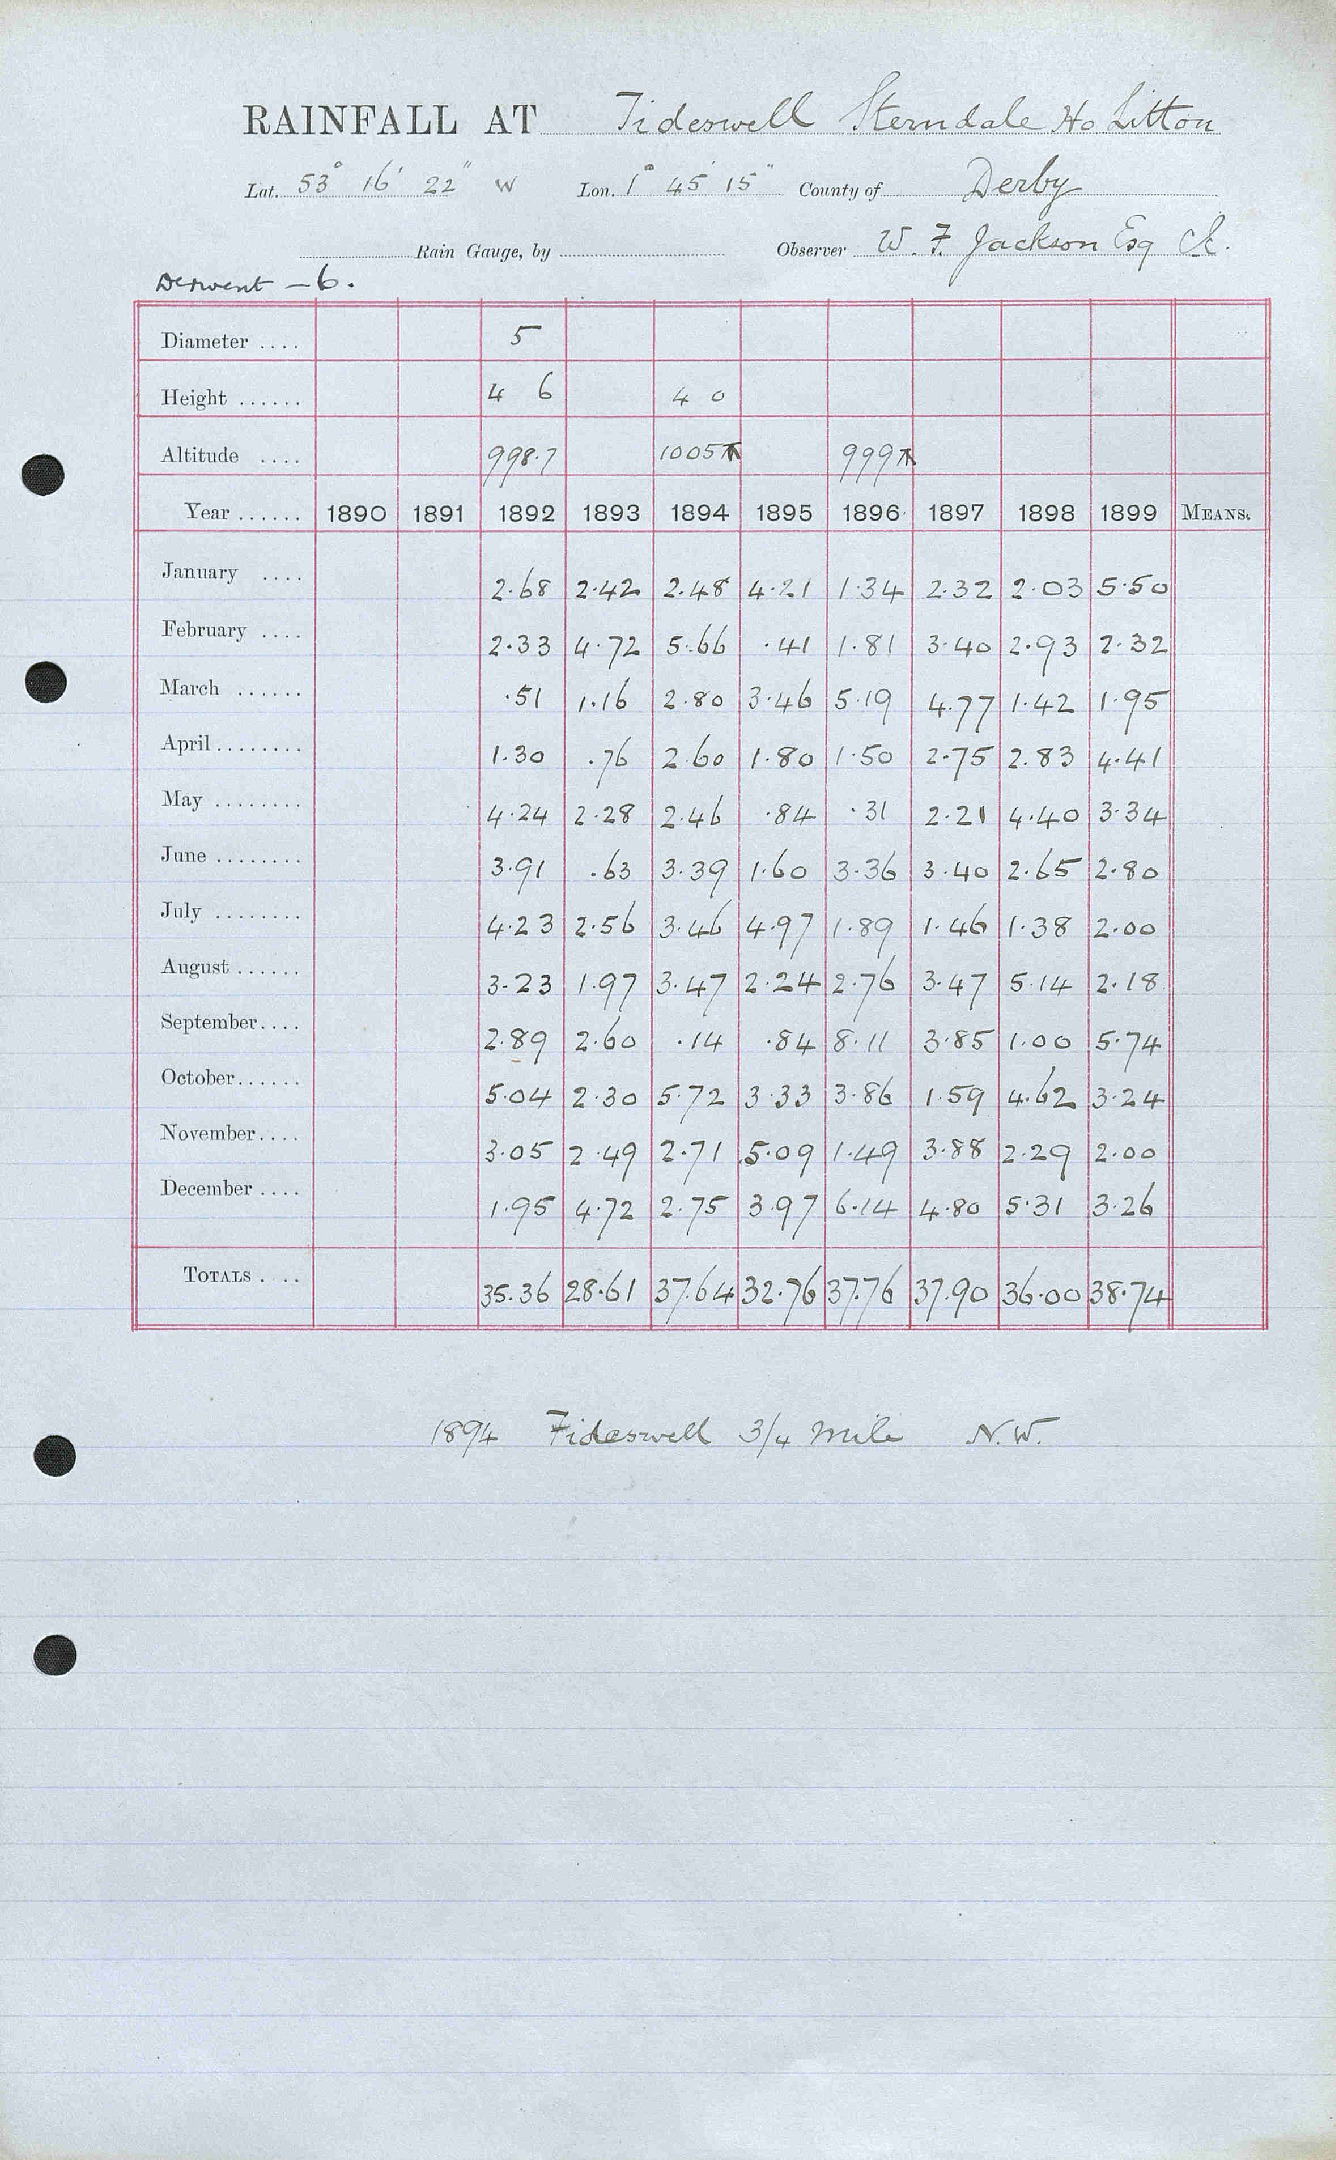 RAINFALL AT Tideswell Sterndale Ho Litton
Lat. 53° 16' 22" W Lon. 1° 45' 15" County of Derby
Rain Gauge, by Observer W. F. Jackson Esq
Derwent - 6.
Diameter .... 5
Height ...... 4 6 4 0
Altitude .... 998.7 1005 999
Year ...... 1890 1891 1892 1893 1894 1895 1896 1897 1898 1899 MEANS.
January .... 2.68 2.42 2.48 4.21 1.34 2.32 2.03 5.50
February .... 2.33 4.72 5.66 .41 1.81 3.40 2.93 2.32
March ...... .51 1.16 2.80 3.46 5.19 4.77 1.42 1.95
April ........ 1.30 .76 2.60 1.80 1.50 2.75 2.83 4.41
May ........ 4.24 2.28 2.46 .84 .31 2.21 4.40 3.34
June ........ 3.91 .63 3.39 1.60 3.36 3.40 2.65 2.80
July ........ 4.23 2.56 3.46 4.97 1.89 1.46 1.38 2.00
August ...... 3.23 1.97 3.47 2.24 2.76 3.47 5.14 2.18
September .... 2.89 2.60 .14 .84 8.11 3.85 1.00 5.74
October ...... 5.04 2.30 5.72 3.33 3.86 1.59 4.62 3.24
November .... 3.05 2.49 2.71 5.09 1.49 3.88 2.29 2.00
December .... 1.95 4.72 2.75 3.97 6.14 4.80 5.31 3.26
TOTALS .... 35.36 28.61 37.64 32.76 37.76 37.90 36.00 38.74
1894 Tideswell 3/4 mile N.W.